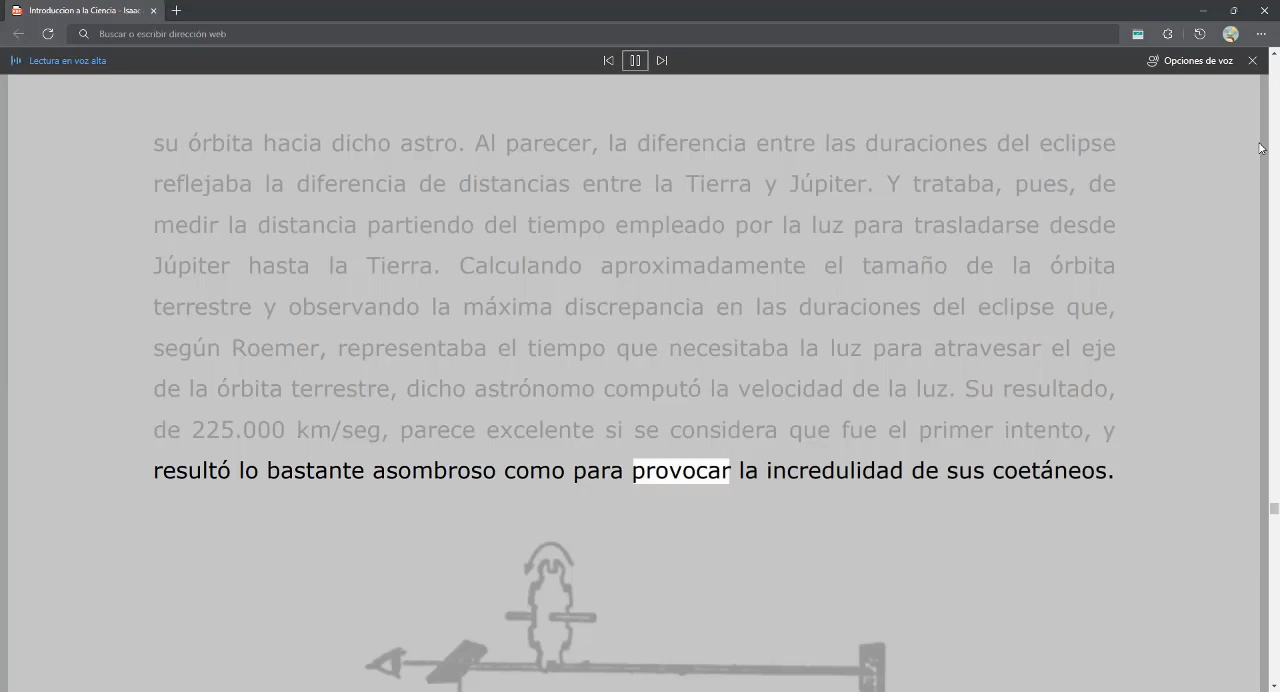 Introduccion a la Ciencia - Isaac
Buscar o escribir dirección web
Lectura en voz alta
Opciones de voz
su órbita hacia dicho astro. Al parecer, la diferencia entre las duraciones del eclipse
reflejaba la diferencia de distancias entre la Tierra y Júpiter. Y trataba, pues, de
medir la distancia partiendo del tiempo empleado por la luz para trasladarse desde
Júpiter hasta la Tierra. Calculando aproximadamente el tamaño de la órbita
terrestre y observando la máxima discrepancia en las duraciones del eclipse que,
según Roemer, representaba el tiempo que necesitaba la luz para atravesar el eje
de la órbita terrestre, dicho astrónomo computó la velocidad de la luz. Su resultado,
de 225.000 km/seg, parece excelente si se considera que fue el primer intento, y
resultó lo bastante asombroso como para provocar la incredulidad de sus coetáneos.